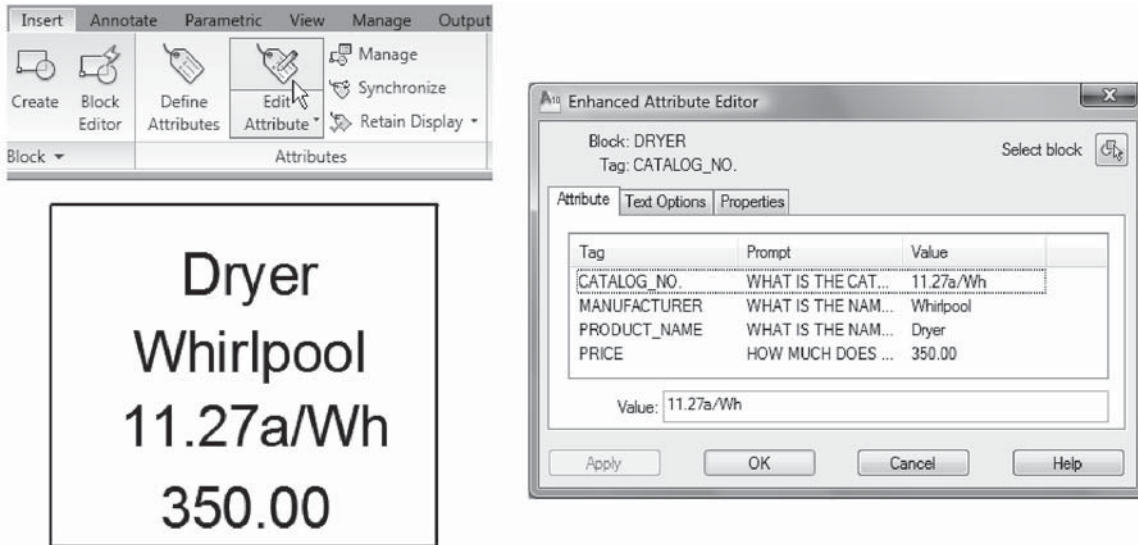 Insert Annotate Parametric View Manage Output
Create
Block Editor
Define Attributes
Edit Attribute
Manage
Synchronize
Retain Display
Block
Attributes
Dryer
Whirlpool
11.27a/Wh
350.00
Enhanced Attribute Editor
Block: DRYER
Tag: CATALOG_NO.
Select block
Attribute Text Options Properties
Tag Prompt Value
CATALOG_NO. WHAT IS THE CAT... 11.27a/Wh
MANUFACTURER WHAT IS THE NAM... Whirlpool
PRODUCT_NAME WHAT IS THE NAM... Dryer
PRICE HOW MUCH DOES ... 350.00
Value: 11.27a/Wh
Apply OK Cancel Help